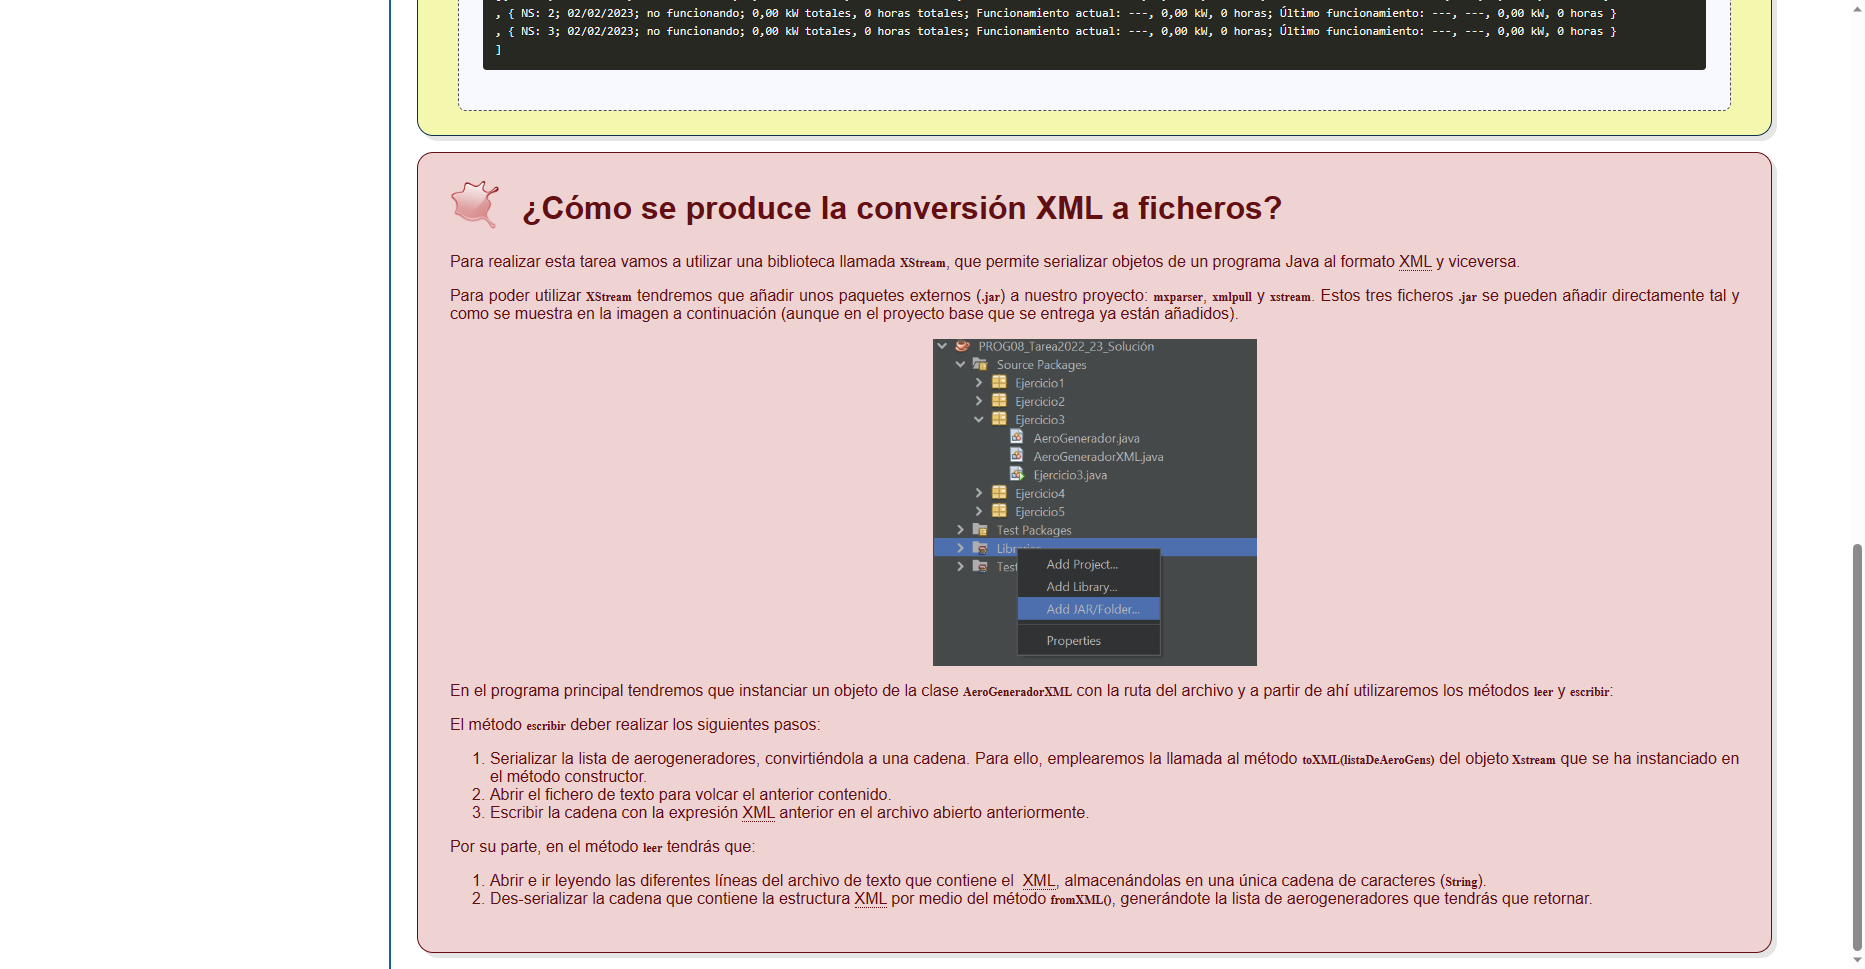 , { NS: 2; 02/02/2023; no funcionando; 0,00 kW totales, 0 horas totales; Funcionamiento actual: ---, 0,00 kW, 0 horas; Último funcionamiento: ---, ---, 0,00 kW, 0 horas }
, { NS: 3; 02/02/2023; no funcionando; 0,00 kW totales, 0 horas totales; Funcionamiento actual: ---, 0,00 kW, 0 horas; Último funcionamiento: ---, ---, 0,00 kW, 0 horas }
]
¿Cómo se produce la conversión XML a ficheros?
Para realizar esta tarea vamos a utilizar una biblioteca llamada XStream, que permite serializar objetos de un programa Java al formato XML y viceversa.
Para poder utilizar XStream tendremos que añadir unos paquetes externos (.jar) a nuestro proyecto: mxparser, xmlpull y xstream. Estos tres ficheros .jar se pueden añadir directamente tal y
como se muestra en la imagen a continuación (aunque en el proyecto base que se entrega ya están añadidos).
PROG08_Tarea2022_23_Solución
Source Packages
Ejercicio1
Ejercicio2
Ejercicio3
AeroGenerador.java
AeroGeneradorXML.java
Ejercicio3.java
Ejercicio4
Ejercicio5
Test Packages
Libraries
Test
Add Project...
Add Library...
Add JAR/Folder...
Properties
En el programa principal tendremos que instanciar un objeto de la clase AeroGeneradorXML con la ruta del archivo y a partir de ahí utilizaremos los métodos leer y escribir:
El método escribir deber realizar los siguientes pasos:
1. Serializar la lista de aerogeneradores, convirtiéndola a una cadena. Para ello, emplearemos la llamada al método toXML(listaDeAeroGens) del objeto Xstream que se ha instanciado en
el método constructor.
2. Abrir el fichero de texto para volcar el anterior contenido.
3. Escribir la cadena con la expresión XML anterior en el archivo abierto anteriormente.
Por su parte, en el método leer tendrás que:
1. Abrir e ir leyendo las diferentes líneas del archivo de texto que contiene el XML, almacenándolas en una única cadena de caracteres (String).
2. Des-serializar la cadena que contiene la estructura XML por medio del método fromXML(), generándote la lista de aerogeneradores que tendrás que retornar.